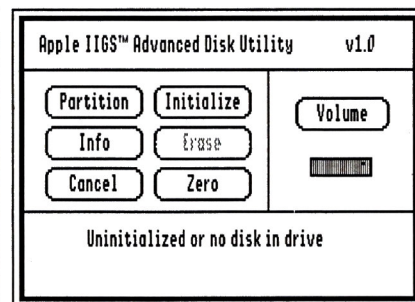 Apple IIGS™ Advanced Disk Utility v1.0
Partition Initialize
Volume
Info Erase
Cancel Zero
Uninitialized or no disk in drive